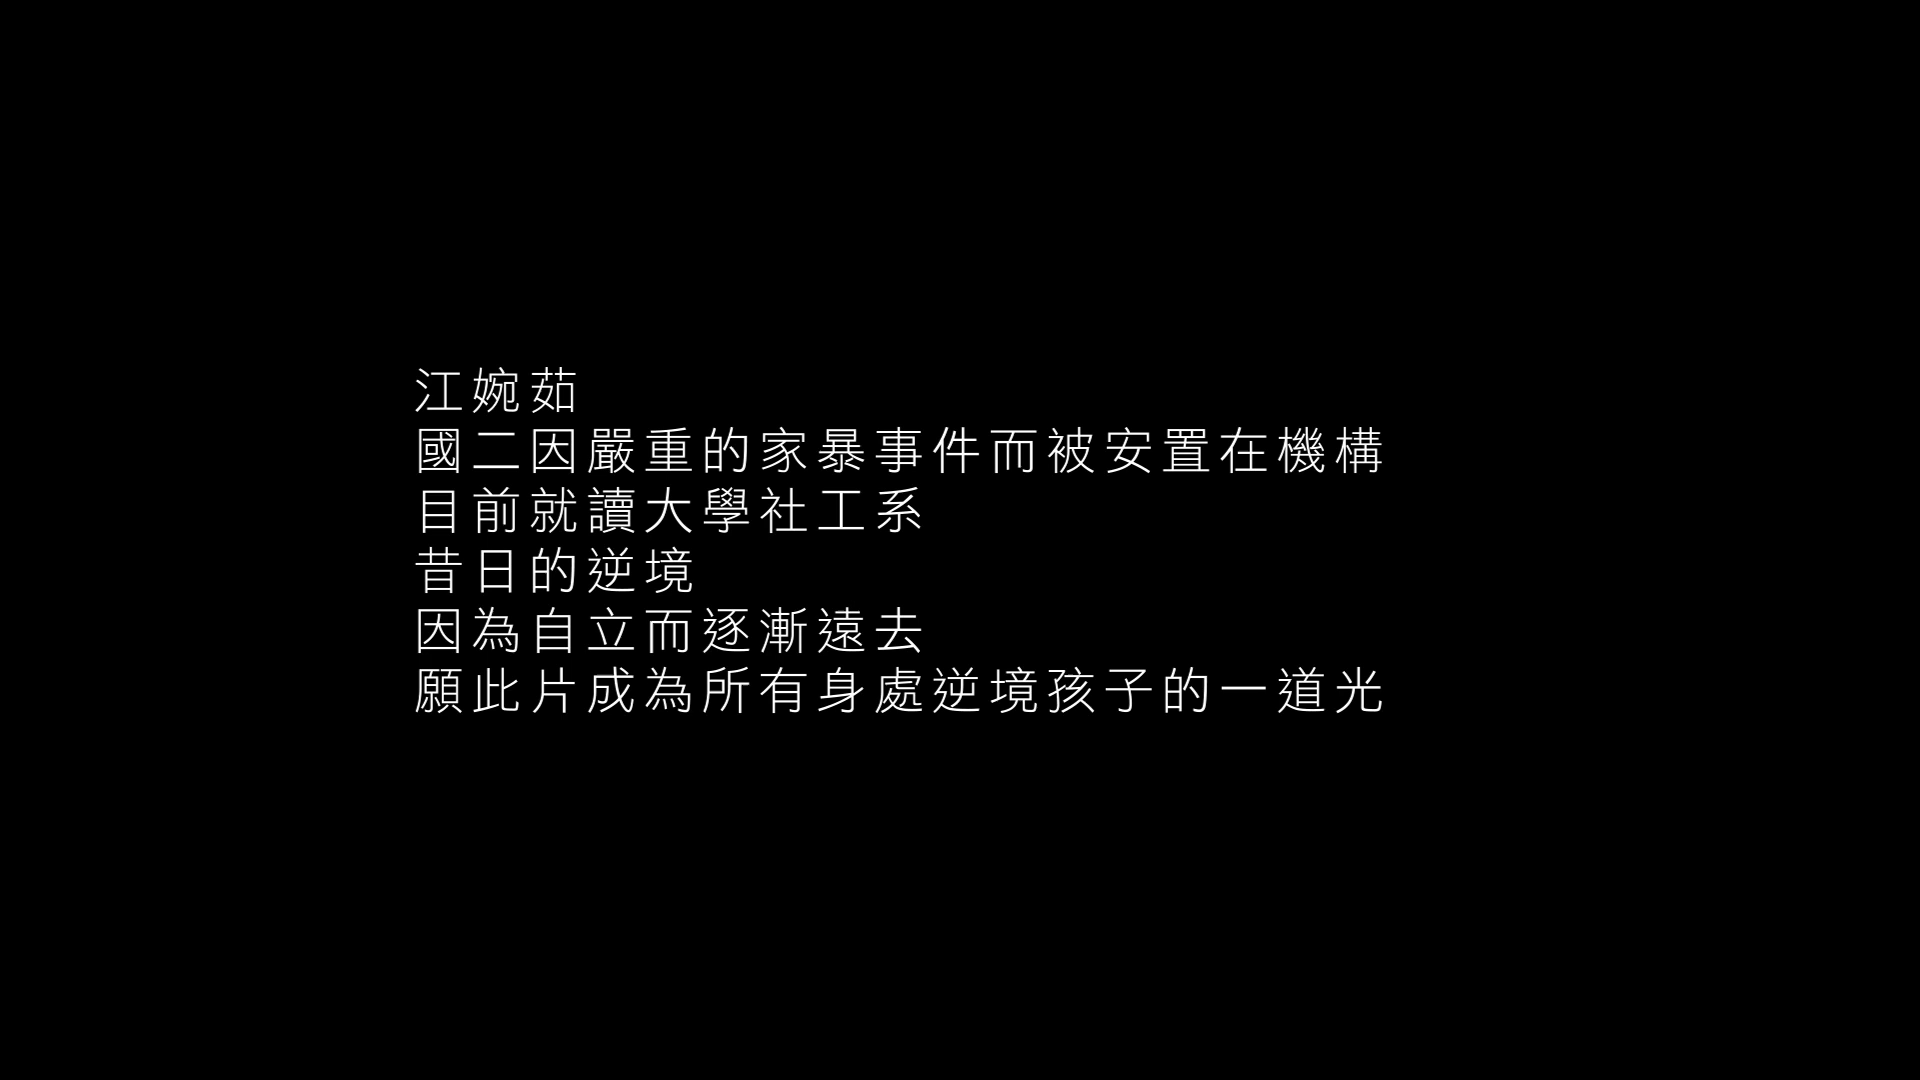 江婉茹
國二因嚴重的家暴事件而被安置在機構
目前就讀大學社工系
昔日的逆境
因為自立而逐漸遠去
願此片成為所有身處逆境孩子的一道光